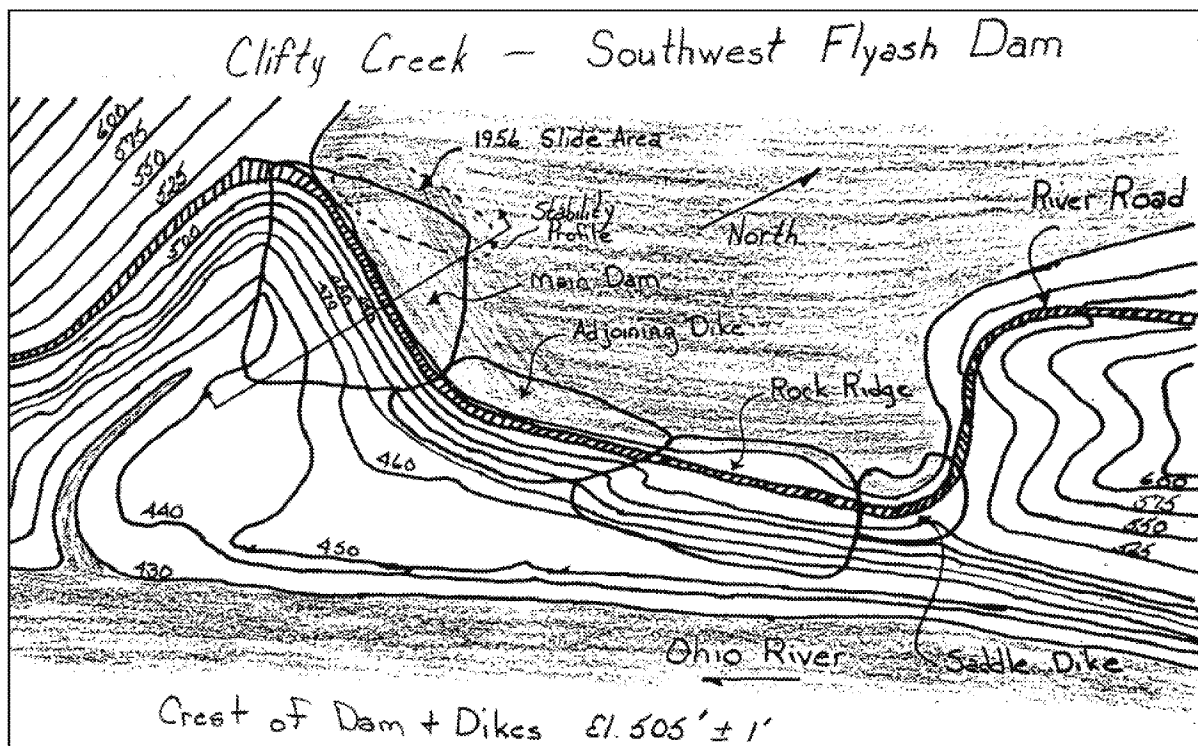 Clifty Creek – Southwest Flyash Dam
600
575
550
525
500
1956 Slide Area
Stability
Profile
North
River Road
Main Dam
Adjoining Dike
Rock Ridge
470
460
440
450
430
600
575
550
525
Ohio River
Saddle Dike
Crest of Dam + Dikes El. 505' ± 1'